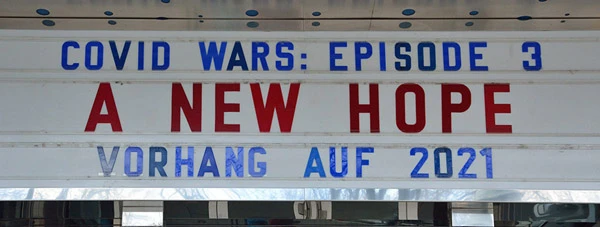 COVID WARS: EPISODE 3
A NEW HOPE
VORHANG AUF 2021